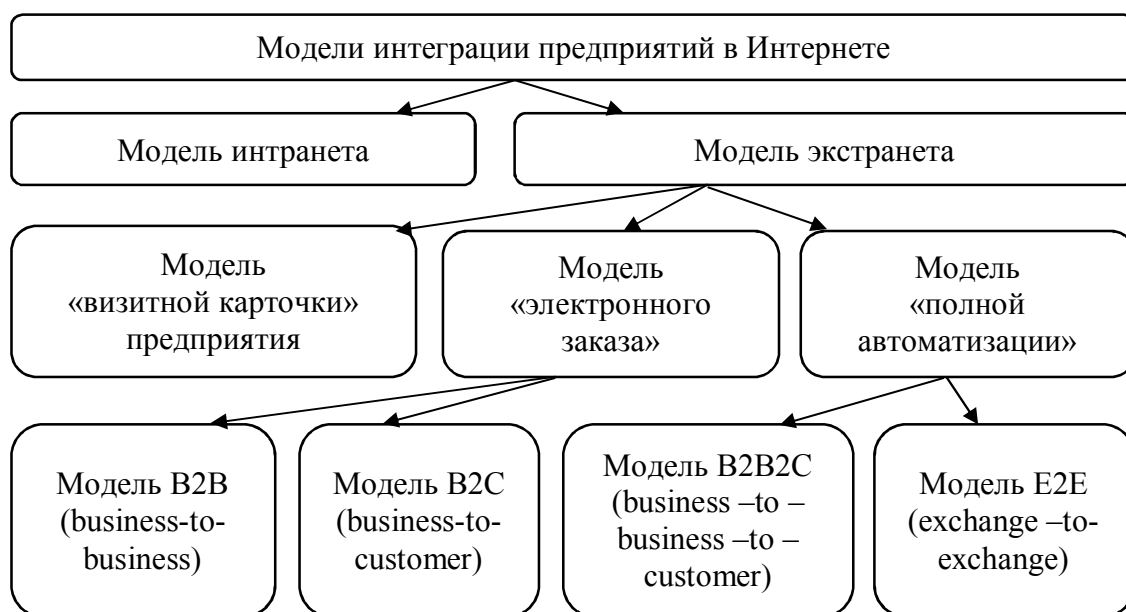 Модели интеграции предприятий в Интернете
Модель интранета
Модель экстранета
Модель
«визитной карточки»
предприятия
Модель
«электронного
заказа»
Модель
«полной
автоматизации»
Модель B2B
(business-to-
business)
Модель B2C
(business-to-
customer)
Модель B2B2C
(business –to –
business –to –
customer)
Модель E2E
(exchange –to-
exchange)